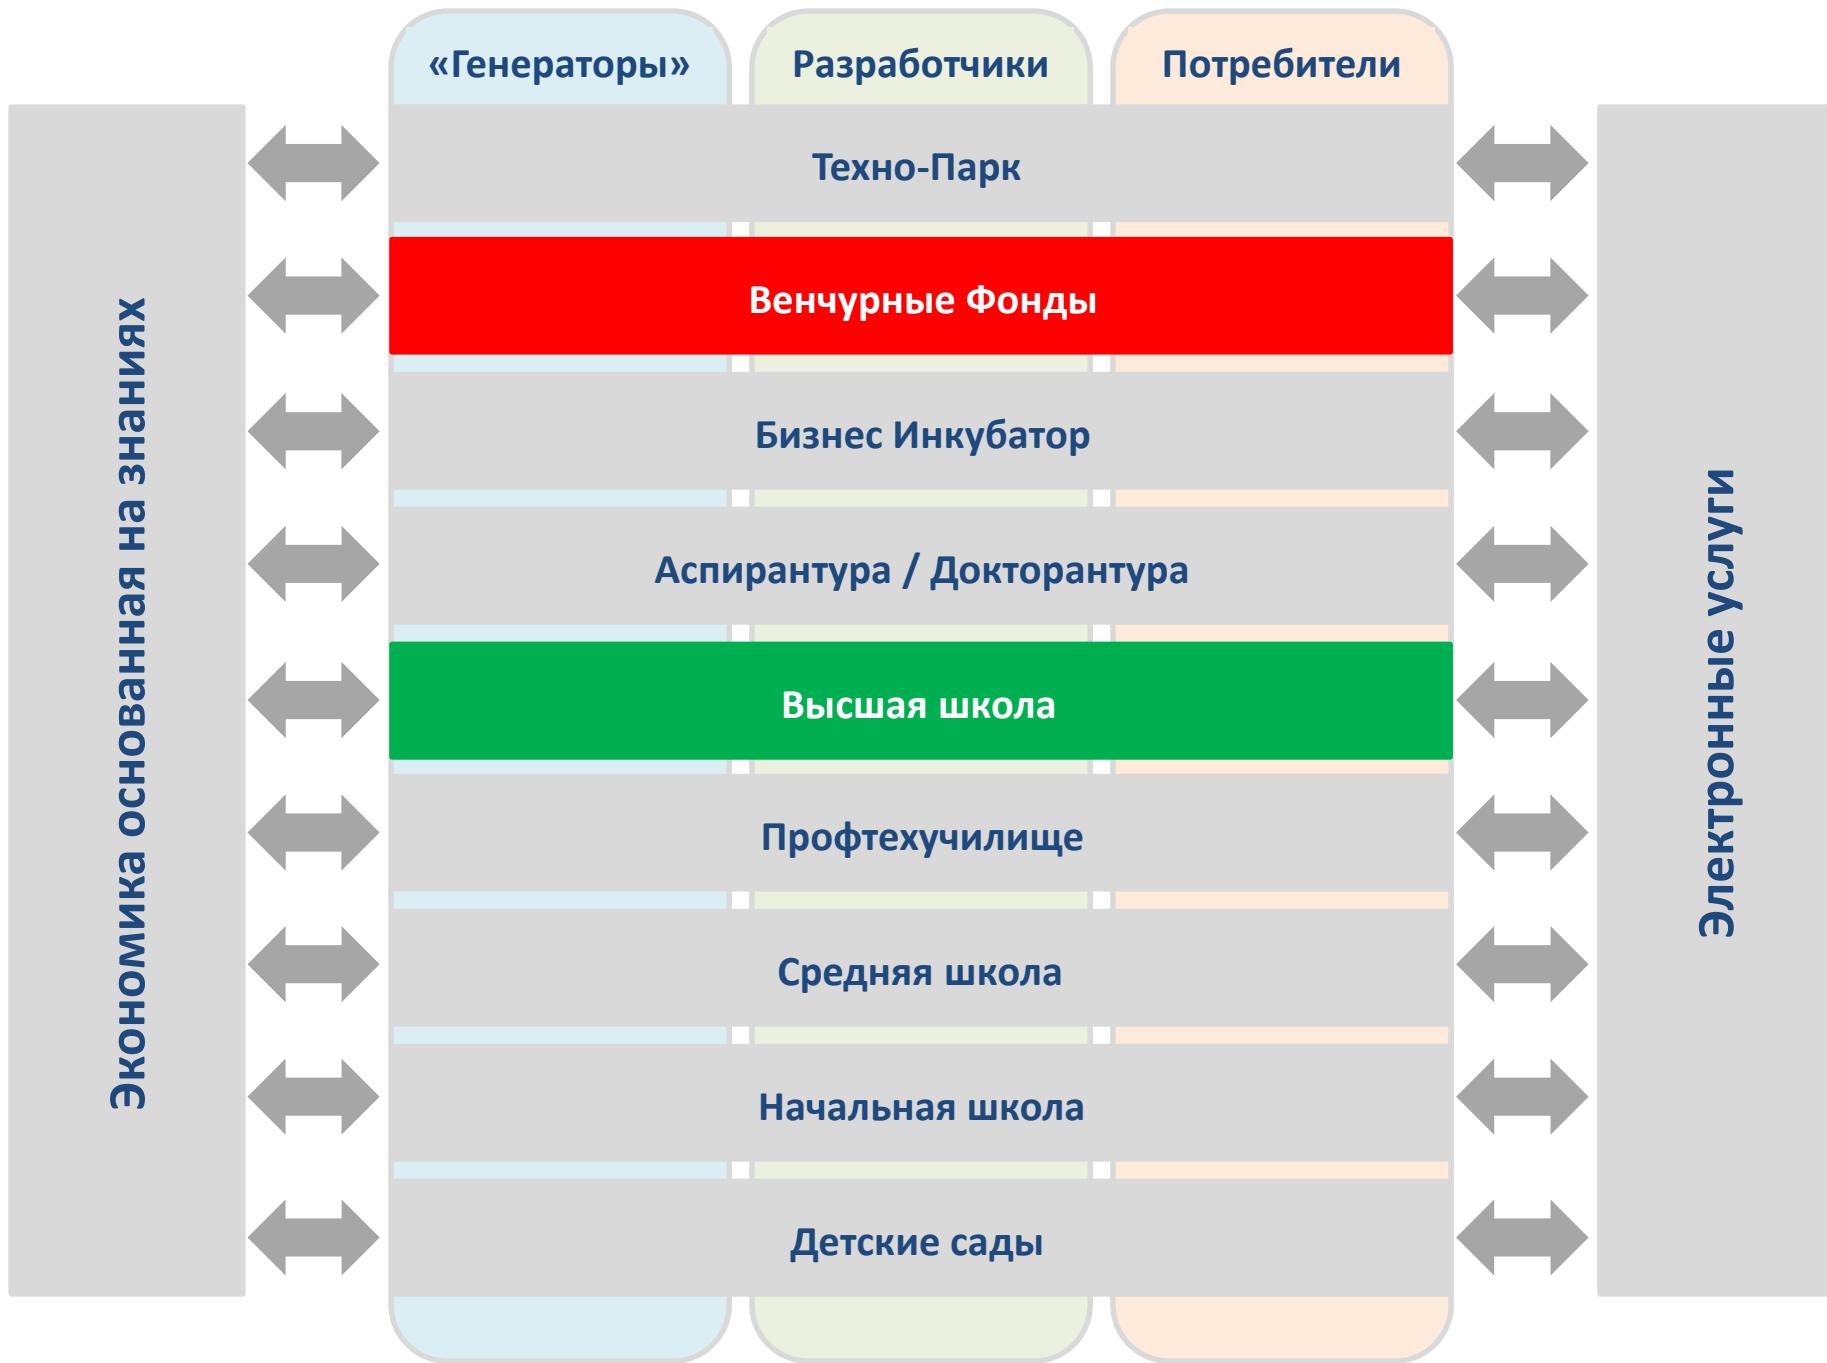 «Генераторы»
Разработчики
Потребители
Экономика основанная на знаниях
Техно-Парк
Венчурные Фонды
Бизнес Инкубатор
Аспирантура / Докторантура
Высшая школа
Профтехучилище
Средняя школа
Начальная школа
Детские сады
Электронные услуги